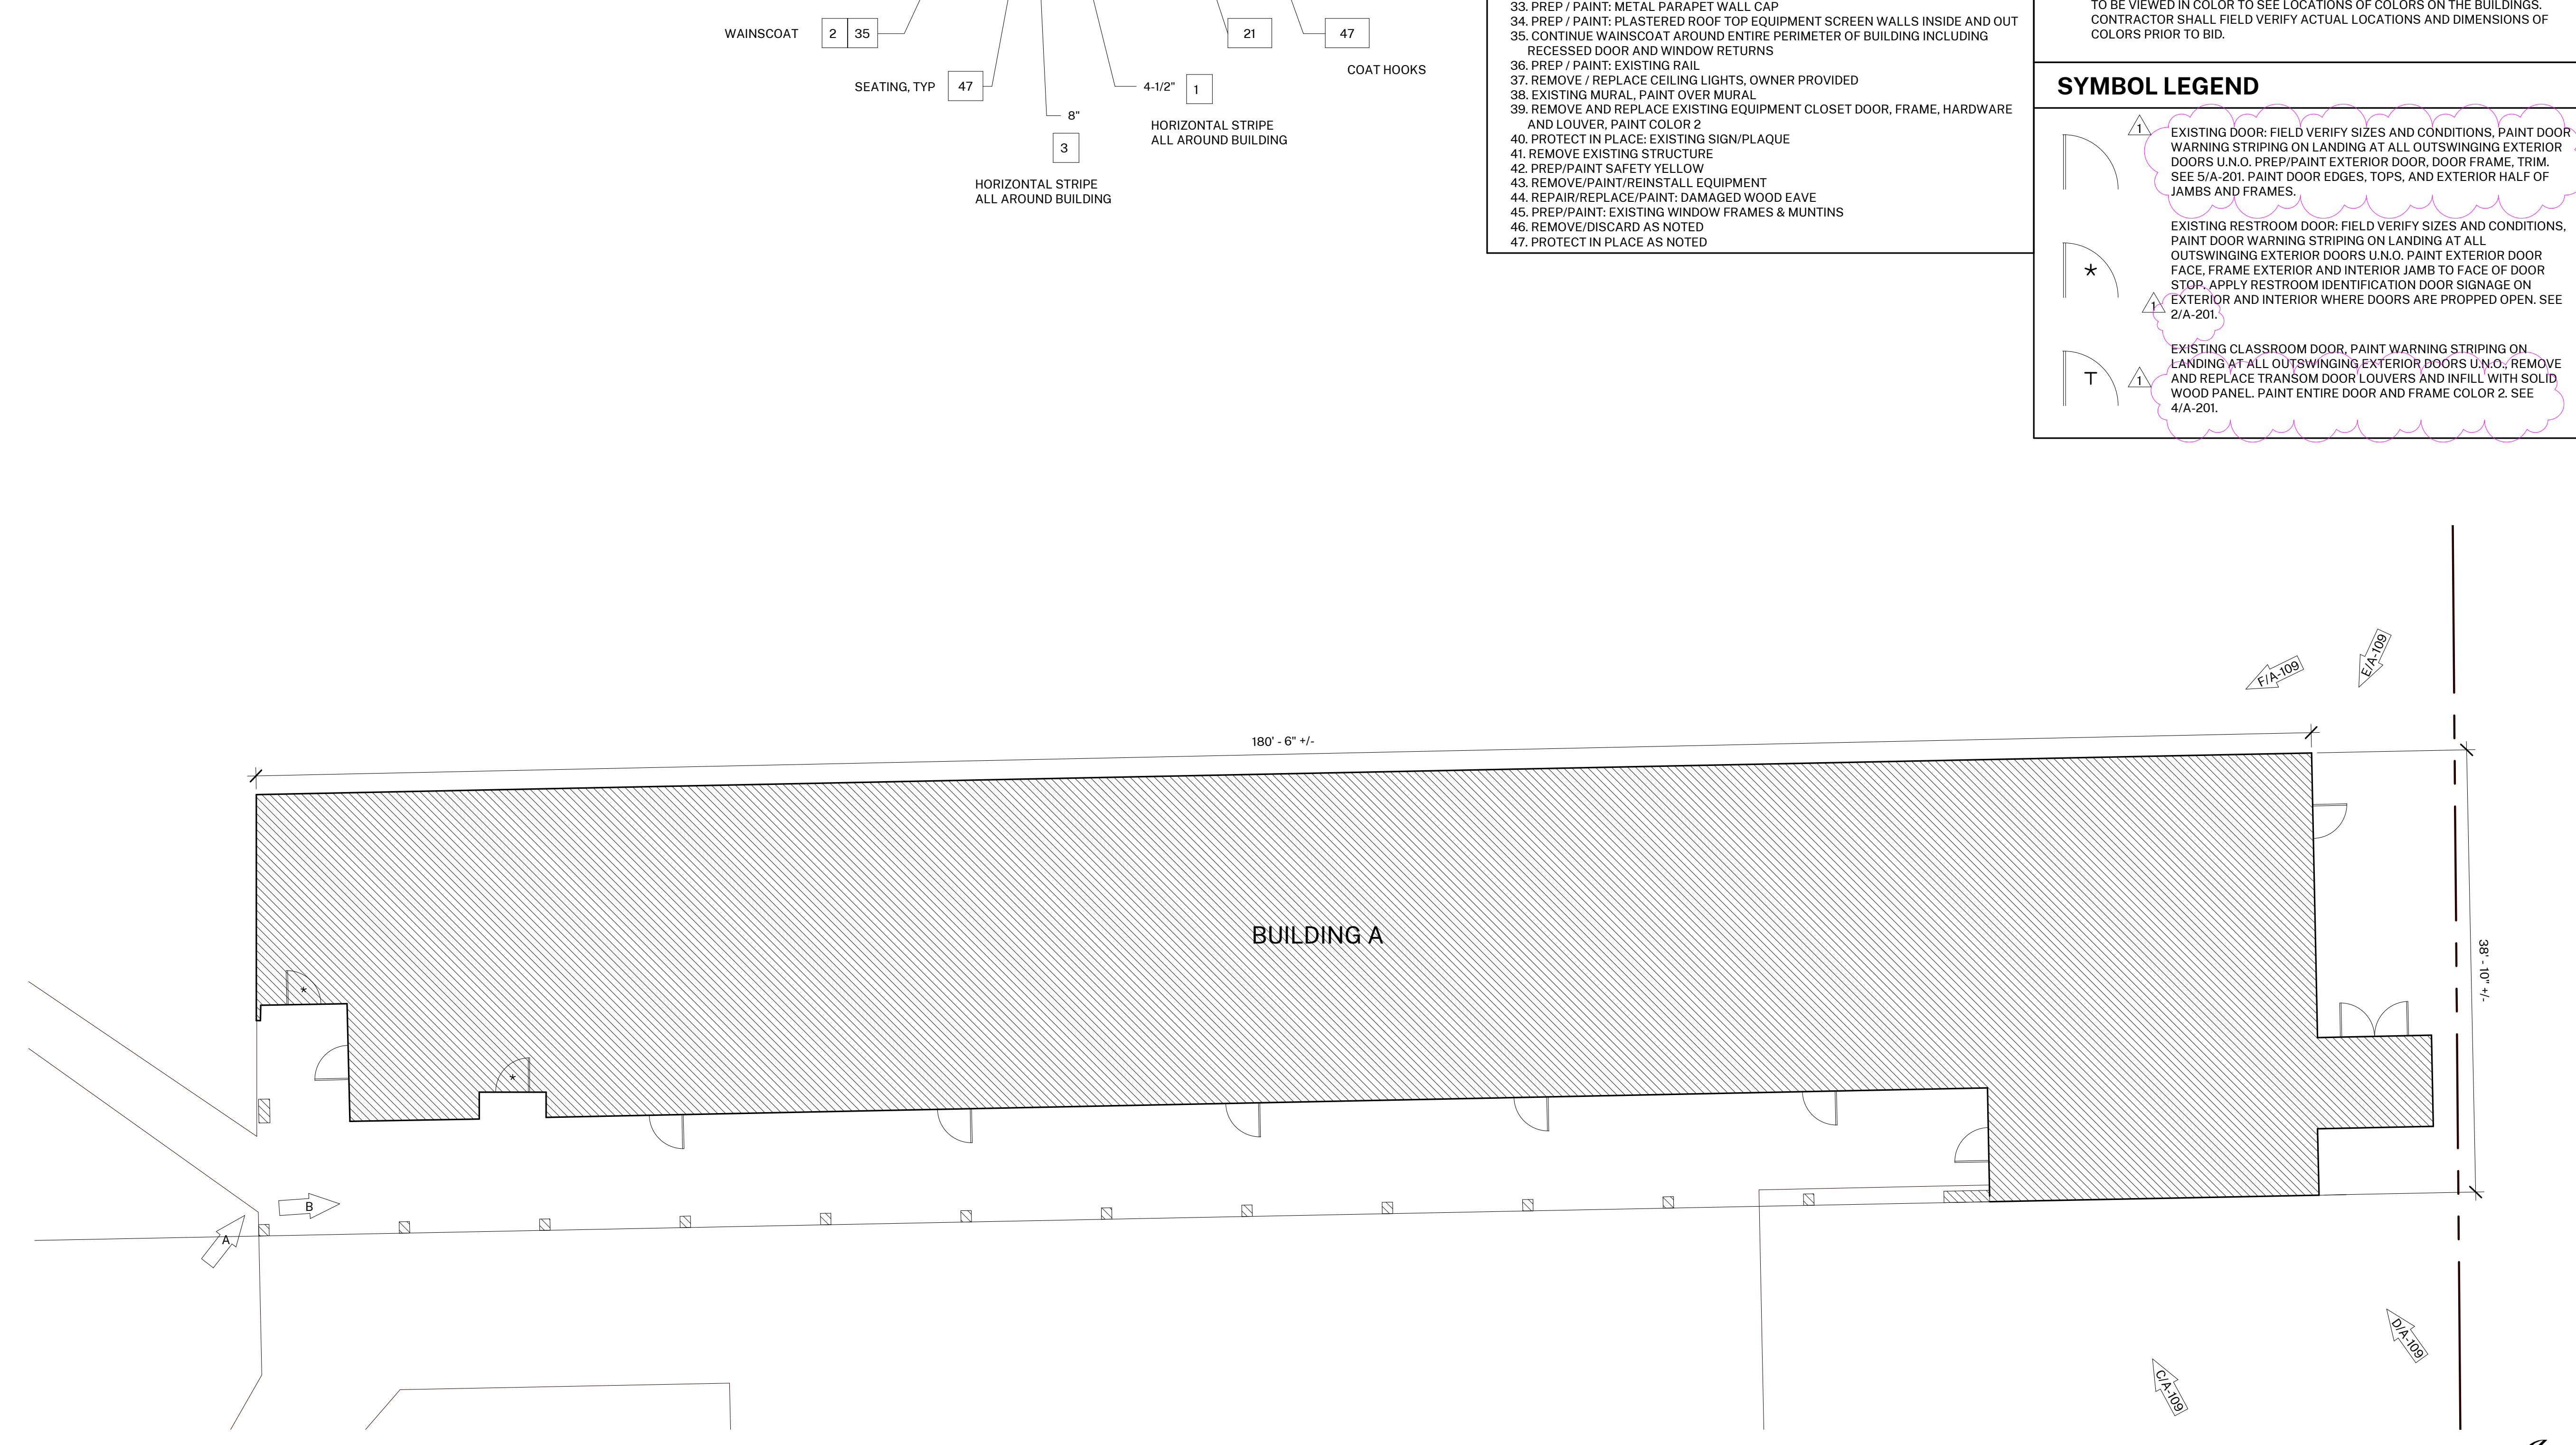 WAINSCOAT 2 35
SEATING, TYP 47
8"
3
HORIZONTAL STRIPE
ALL AROUND BUILDING
4-1/2" 1
HORIZONTAL STRIPE
ALL AROUND BUILDING
21
47
COAT HOOKS
33. PREP / PAINT: METAL PARAPET WALL CAP
34. PREP / PAINT: PLASTERED ROOF TOP EQUIPMENT SCREEN WALLS INSIDE AND OUT
35. CONTINUE WAINSCOAT AROUND ENTIRE PERIMETER OF BUILDING INCLUDING
RECESSED DOOR AND WINDOW RETURNS
36. PREP / PAINT: EXISTING RAIL
37. REMOVE / REPLACE CEILING LIGHTS, OWNER PROVIDED
38. EXISTING MURAL, PAINT OVER MURAL
39. REMOVE AND REPLACE EXISTING EQUIPMENT CLOSET DOOR, FRAME, HARDWARE
AND LOUVER, PAINT COLOR 2
40. PROTECT IN PLACE: EXISTING SIGN/PLAQUE
41. REMOVE EXISTING STRUCTURE
42. PREP/PAINT SAFETY YELLOW
43. REMOVE/PAINT/REINSTALL EQUIPMENT
44. REPAIR/REPLACE/PAINT: DAMAGED WOOD EAVE
45. PREP/PAINT: EXISTING WINDOW FRAMES & MUNTINS
46. REMOVE/DISCARD AS NOTED
47. PROTECT IN PLACE AS NOTED
TO BE VIEWED IN COLOR TO SEE LOCATIONS OF COLORS ON THE BUILDINGS.
CONTRACTOR SHALL FIELD VERIFY ACTUAL LOCATIONS AND DIMENSIONS OF
COLORS PRIOR TO BID.
SYMBOL LEGEND
1
EXISTING DOOR: FIELD VERIFY SIZES AND CONDITIONS, PAINT DOOR
WARNING STRIPING ON LANDING AT ALL OUTSWINGING EXTERIOR
DOORS U.N.O. PREP/PAINT EXTERIOR DOOR, DOOR FRAME, TRIM.
SEE 5/A-201. PAINT DOOR EDGES, TOPS, AND EXTERIOR HALF OF
JAMBS AND FRAMES.
*
EXISTING RESTROOM DOOR: FIELD VERIFY SIZES AND CONDITIONS,
PAINT DOOR WARNING STRIPING ON LANDING AT ALL
OUTSWINGING EXTERIOR DOORS U.N.O. PAINT EXTERIOR DOOR
FACE, FRAME EXTERIOR AND INTERIOR JAMB TO FACE OF DOOR
STOP. APPLY RESTROOM IDENTIFICATION DOOR SIGNAGE ON
EXTERIOR AND INTERIOR WHERE DOORS ARE PROPPED OPEN. SEE
1
2/A-201.
T
1
EXISTING CLASSROOM DOOR, PAINT WARNING STRIPING ON
LANDING AT ALL OUTSWINGING EXTERIOR DOORS U.N.O., REMOVE
AND REPLACE TRANSOM DOOR LOUVERS AND INFILL WITH SOLID
WOOD PANEL. PAINT ENTIRE DOOR AND FRAME COLOR 2. SEE
4/A-201.
F/A-109
E/A-109
180' - 6" +/-
BUILDING A
38' - 10" +/-
*
*
B
A
D/A-109
C/A-109